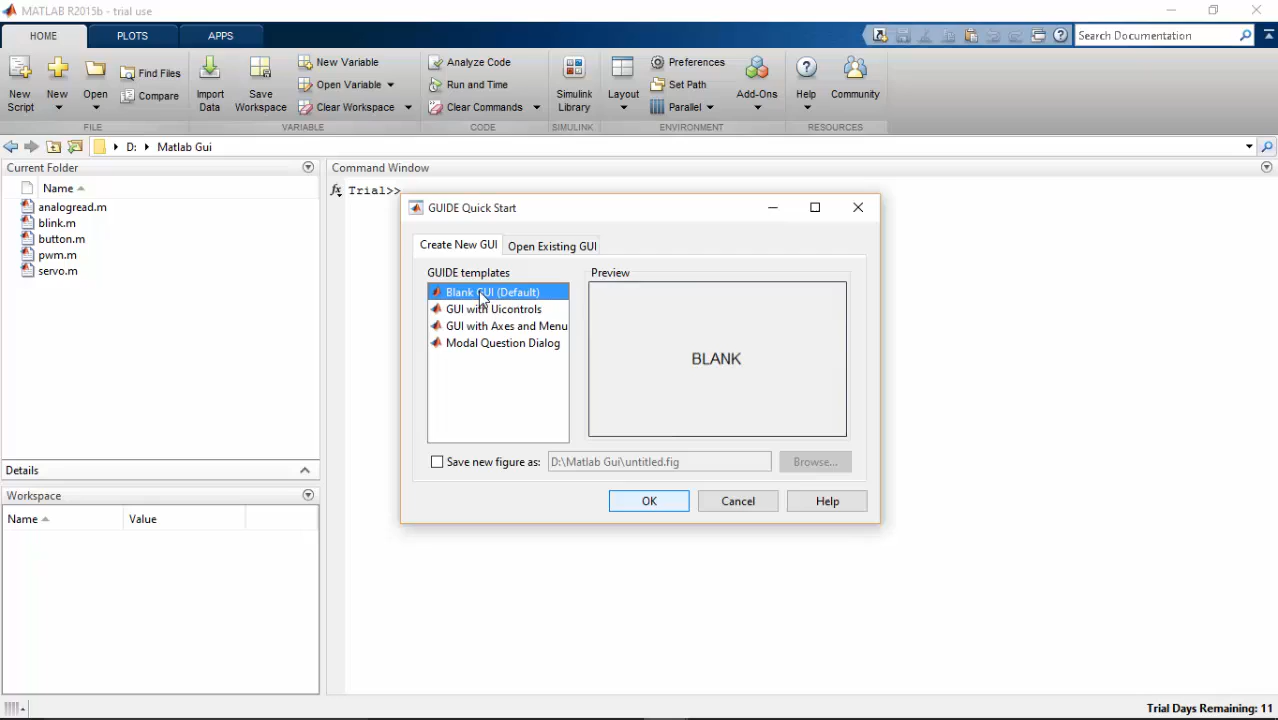 MATLAB R2015b - trial use
HOME PLOTS APPS
Search Documentation
New Script
New
Open
Find Files
Compare
FILE
Import Data
Save Workspace
New Variable
Open Variable
Clear Workspace
VARIABLE
Analyze Code
Run and Time
Clear Commands
CODE
Simulink Library
SIMULINK
Layout
Preferences
Set Path
Parallel
Add-Ons
ENVIRONMENT
Help
Community
RESOURCES
D: Matlab Gui
Current Folder
Name
analogread.m
blink.m
button.m
pwm.m
servo.m
Details
Workspace
Name Value
Command Window
fx Trial>>
GUIDE Quick Start
Create New GUI Open Existing GUI
GUIDE templates
Blank GUI (Default)
GUI with Uicontrols
GUI with Axes and Menu
Modal Question Dialog
Preview
BLANK
Save new figure as: D:\Matlab Gui\untitled.fig Browse...
OK Cancel Help
Trial Days Remaining: 11